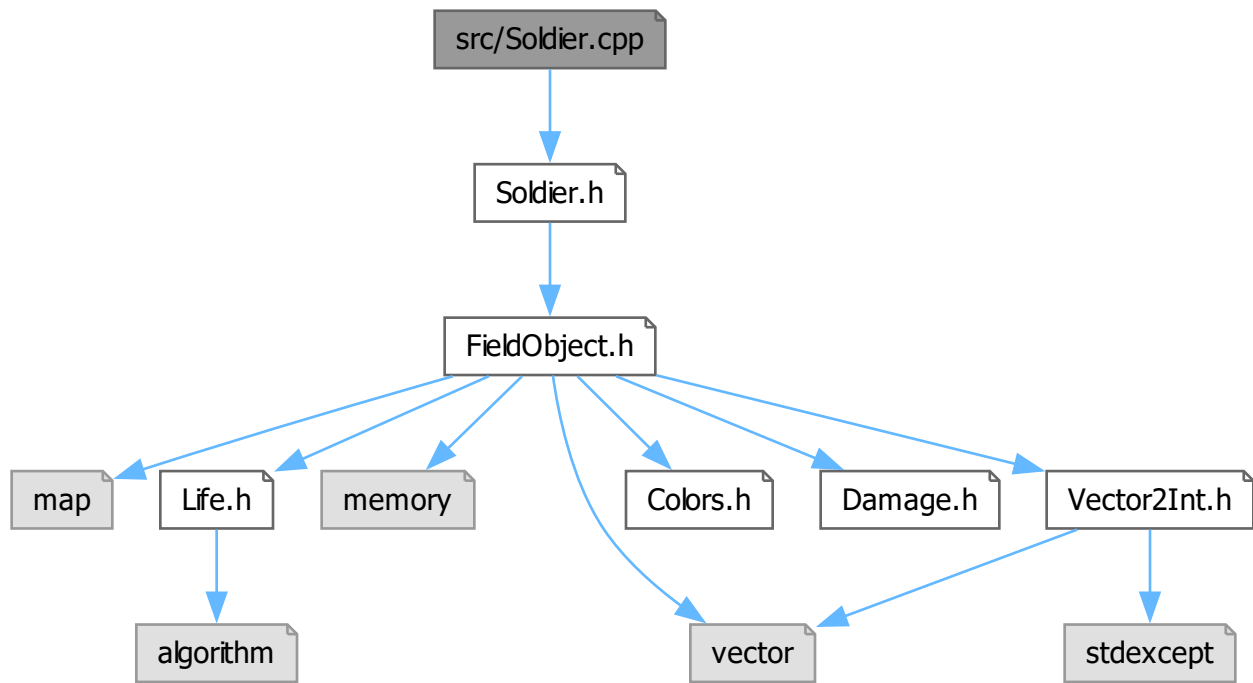 src/Soldier.cpp
Soldier.h
FieldObject.h
map
Life.h
memory
Colors.h
Damage.h
Vector2Int.h
algorithm
vector
stdexcept